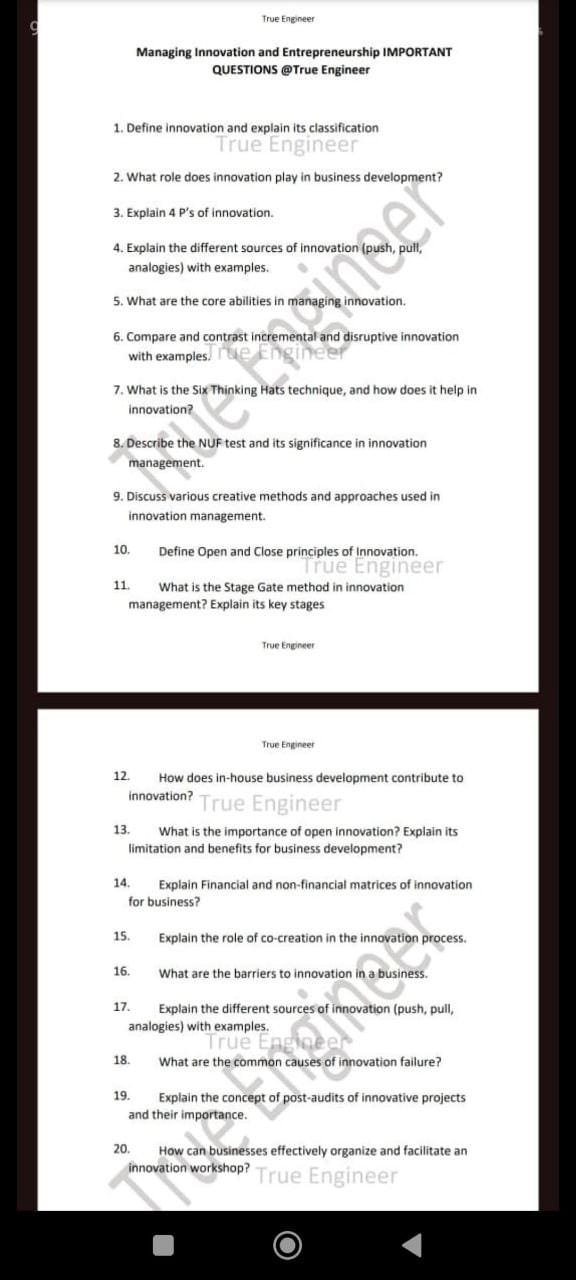 True Engineer
Managing Innovation and Entrepreneurship IMPORTANT
QUESTIONS @True Engineer
1. Define innovation and explain its classification
True Engineer
2. What role does innovation play in business development?
3. Explain 4 P's of innovation.
4. Explain the different sources of innovation (push, pull,
analogies) with examples.
5. What are the core abilities in managing innovation.
6. Compare and contrast incremental and disruptive innovation
with examples.
True Engineer
7. What is the Six Thinking Hats technique, and how does it help in
innovation?
True Engineer
8. Describe the NUF test and its significance in innovation
management.
9. Discuss various creative methods and approaches used in
innovation management.
10. Define Open and Close principles of Innovation.
True Engineer
11. What is the Stage Gate method in innovation
management? Explain its key stages
True Engineer
True Engineer
12. How does in-house business development contribute to
innovation?
True Engineer
13. What is the importance of open innovation? Explain its
limitation and benefits for business development?
14. Explain Financial and non-financial matrices of innovation
for business?
15. Explain the role of co-creation in the innovation process.
16. What are the barriers to innovation in a business.
17. Explain the different sources of innovation (push, pull,
analogies) with examples.
True Engineer
18. What are the common causes of innovation failure?
True Engineer
19. Explain the concept of post-audits of innovative projects
and their importance.
20. How can businesses effectively organize and facilitate an
innovation workshop?
True Engineer